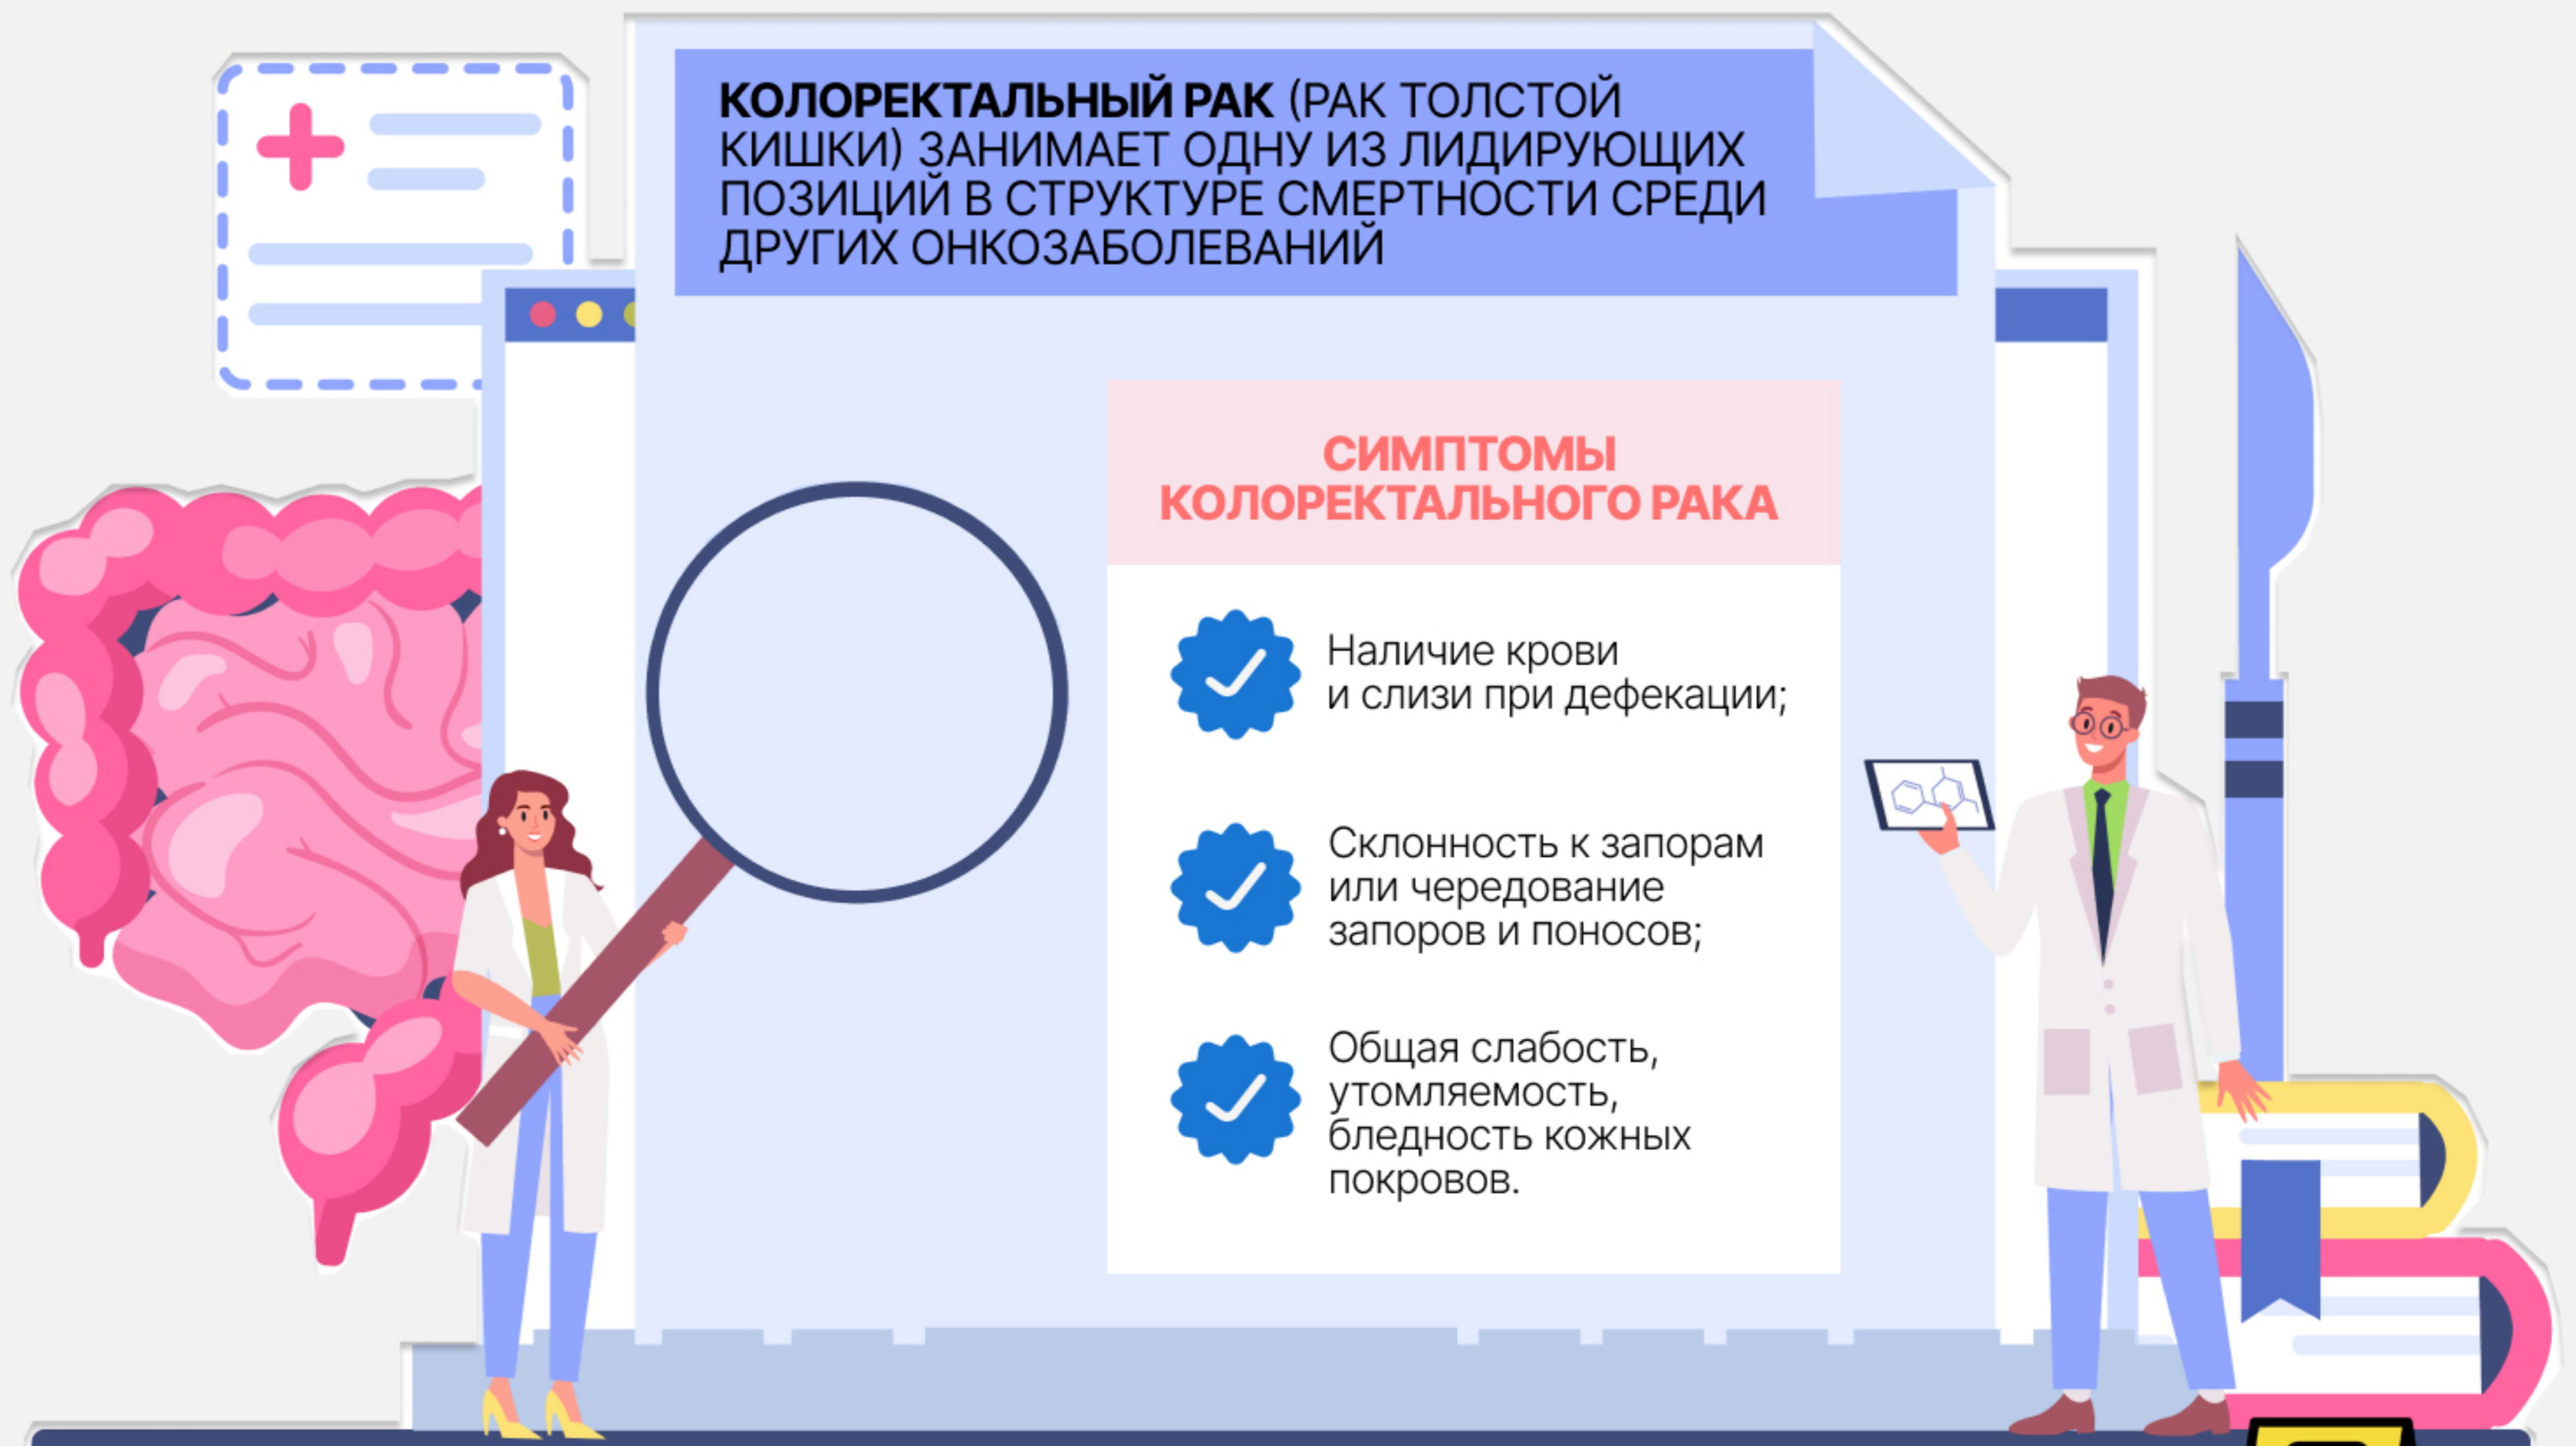 КОЛОРЕКТАЛЬНЫЙ РАК (РАК ТОЛСТОЙ
КИШКИ) ЗАНИМАЕТ ОДНУ ИЗ ЛИДИРУЮЩИХ
ПОЗИЦИЙ В СТРУКТУРЕ СМЕРТНОСТИ СРЕДИ
ДРУГИХ ОНКОЗАБОЛЕВАНИЙ
СИМПТОМЫ
КОЛОРЕКТАЛЬНОГО РАКА
Наличие крови
и слизи при дефекации;
Склонность к запорам
или чередование
запоров и поносов;
Общая слабость,
утомляемость,
бледность кожных
покровов.